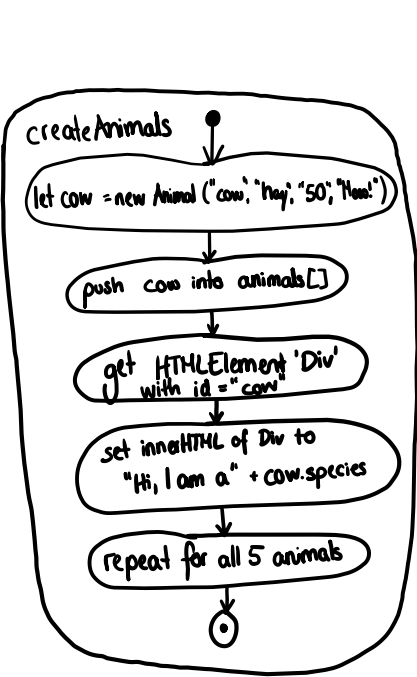 createAnimals
let cow = new Animal ("cow", "hay", "50", "Mooo!")
push cow into animals[]
get HTMLElement 'Div'
with id = "cow"
set innerHTML of Div to
"Hi, I am a" + cow.species
repeat for all 5 animals